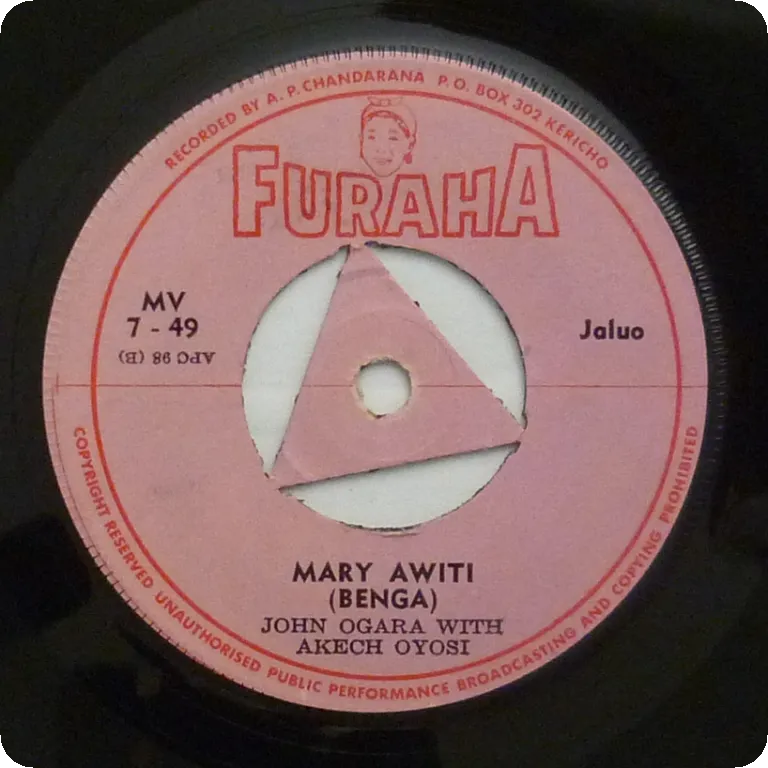 RECORDED BY A. P. CHANDARANA P. O. BOX 302 KERICHO
FURAHA
MV
7 - 49
APC 98 (B)
Jaluo
MARY AWITI
(BENGA)
JOHN OGARA WITH
AKECH OYOSI
COPYRIGHT RESERVED UNAUTHORISED PUBLIC PERFORMANCE BROADCASTING AND COPYING PROHIBITED